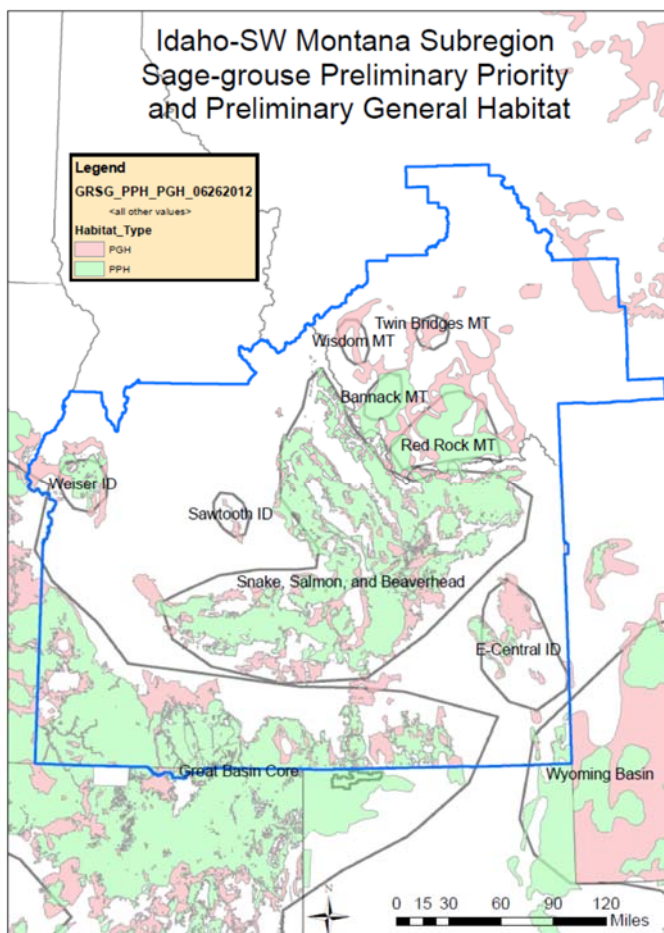 Idaho-SW Montana Subregion
Sage-grouse Preliminary Priority
and Preliminary General Habitat
Legend
GRSG_PPH_PGH_06262012
<all other values>
Habitat_Type
PGH
PPH
Twin Bridges MT
Wisdom MT
Bannack MT
Red Rock MT
Weiser ID
Sawtooth ID
Snake, Salmon, and Beaverhead
E-Central ID
Great Basin Core
Wyoming Basin
N
0 15 30 60 90 120
Miles